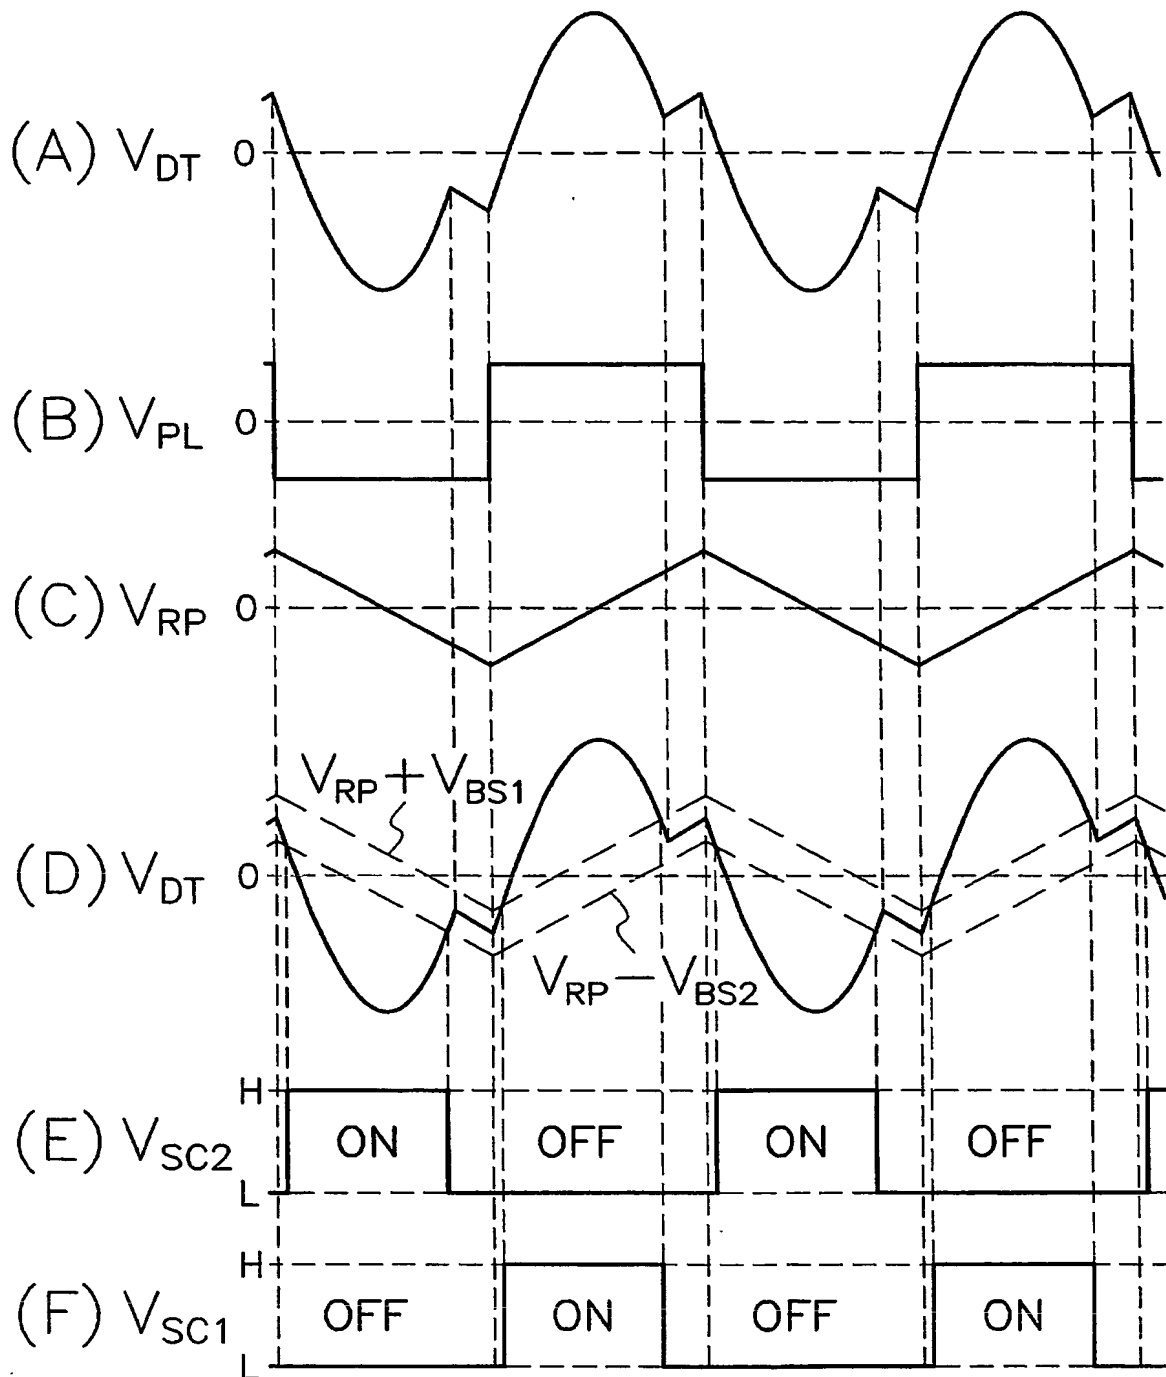 (A) V_DT 0
(B) V_PL 0
(C) V_RP 0
V_RP + V_BS1
(D) V_DT 0
V_RP − V_BS2
H
(E) V_SC2 ON OFF ON OFF
L
H
(F) V_SC1 OFF ON OFF ON
L